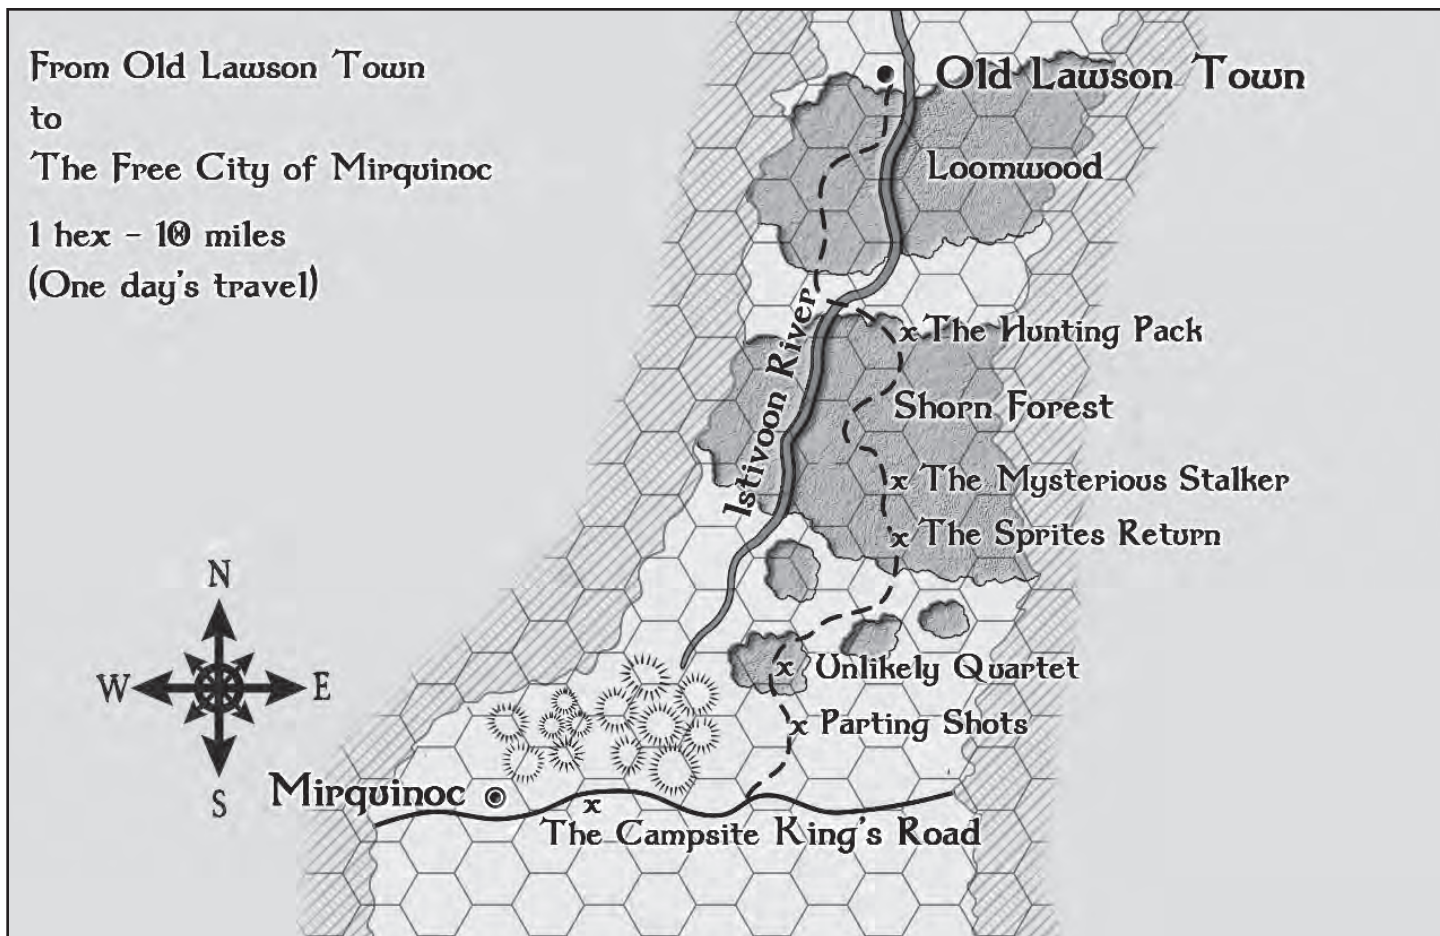 From Old Lawson Town
to
The Free City of Mirquinoc
1 hex - 10 miles
(One day's travel)
Old Lawson Town
Loomwood
Istivoon River
x The Hunting Pack
Shorn Forest
x The Mysterious Stalker
x The Sprites Return
N
W E
S
x Unlikely Quartet
x Parting Shots
Mirquinoc
x
The Campsite King's Road